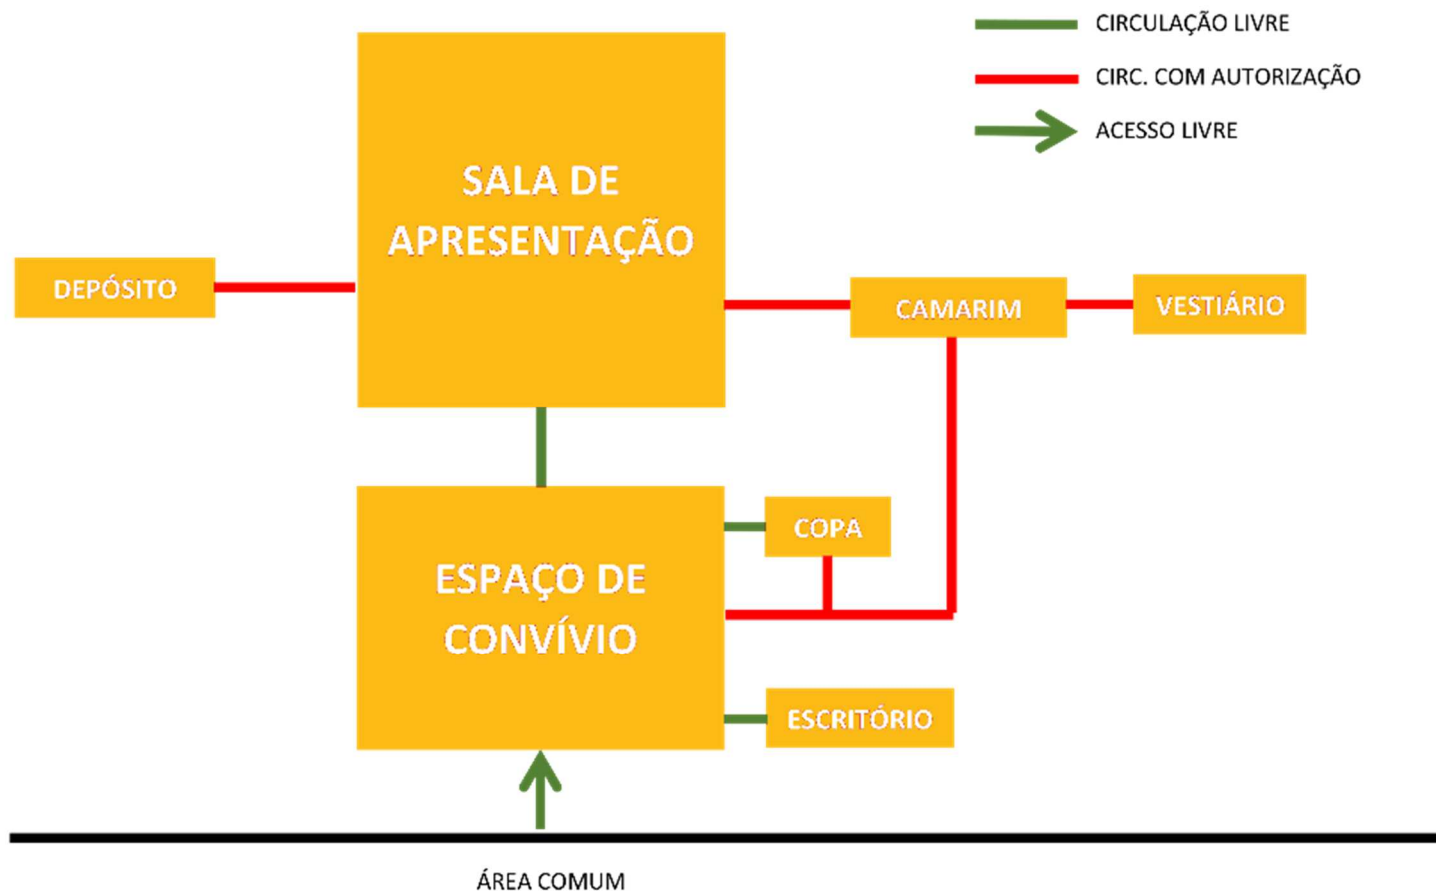 CIRCULAÇÃO LIVRE
CIRC. COM AUTORIZAÇÃO
ACESSO LIVRE
SALA DE
APRESENTAÇÃO
DEPÓSITO
CAMARIM
VESTIÁRIO
COPA
ESPAÇO DE
CONVÍVIO
ESCRITÓRIO
ÁREA COMUM